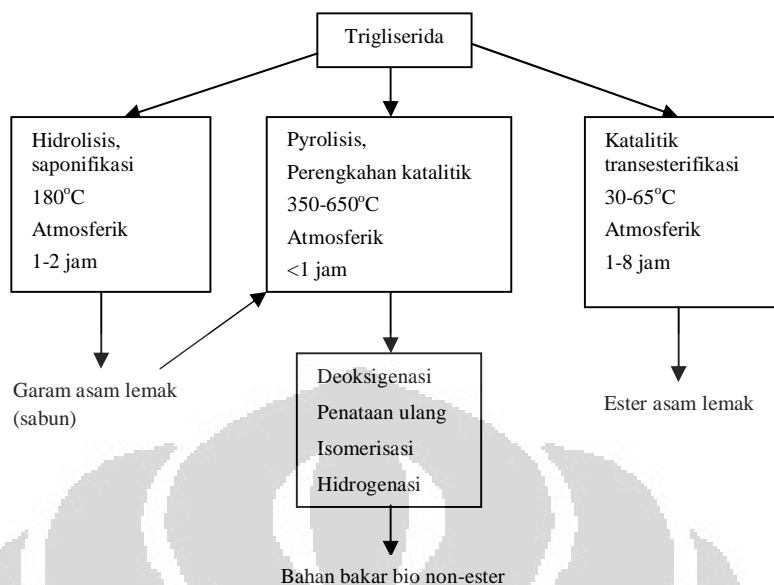 Trigliserida
Hidrolisis,
saponifikasi
180°C
Atmosferik
1-2 jam
Pyrolisis,
Perengkahan katalitik
350-650°C
Atmosferik
<1 jam
Katalitik
transesterifikasi
30-65°C
Atmosferik
1-8 jam
Garam asam lemak
(sabun)
Deoksigenasi
Penataan ulang
Isomerisasi
Hidrogenasi
Ester asam lemak
Bahan bakar bio non-ester